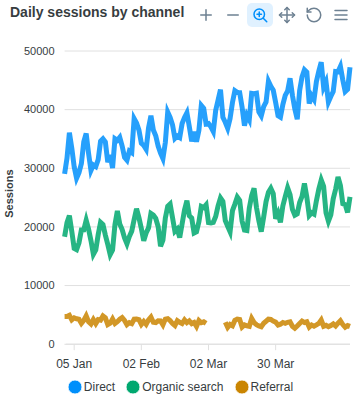 Daily sessions by channel
50000
40000
30000
20000
10000
0
Sessions
05 Jan
02 Feb
02 Mar
30 Mar
Direct
Organic search
Referral